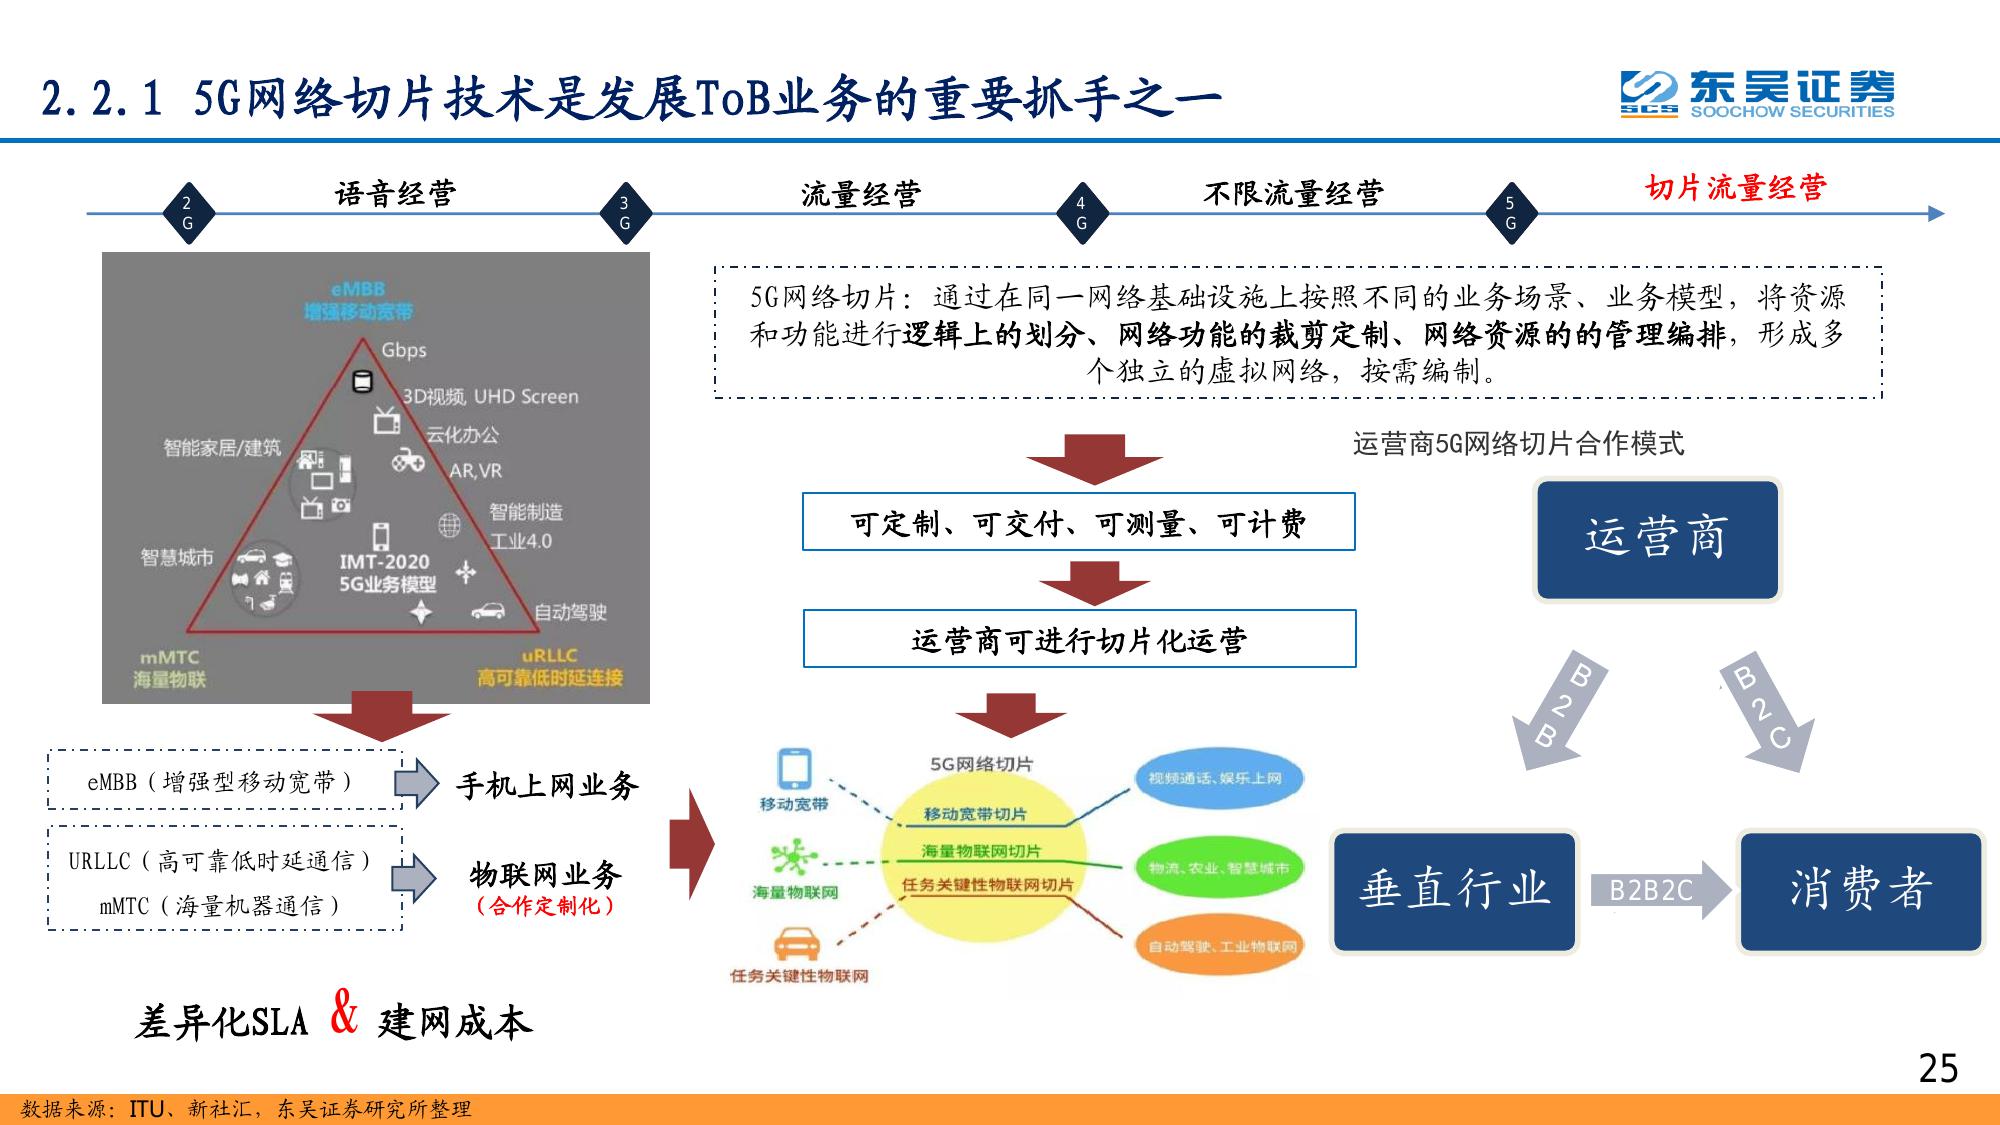 2.2.1 5G网络切片技术是发展ToB业务的重要抓手之一
东吴证券
SCS
SOOCHOW SECURITIES
语音经营
流量经营
不限流量经营
切片流量经营
2
G
3
G
4
G
5
G
eMBB
增强移动宽带
Gbps
3D视频, UHD Screen
云化办公
智能家居/建筑
AR,VR
智能制造
工业4.0
智慧城市
IMT-2020
5G业务模型
自动驾驶
mMTC
海量物联
uRLLC
高可靠低时延连接
5G网络切片：通过在同一网络基础设施上按照不同的业务场景、业务模型，将资源
和功能进行逻辑上的划分、网络功能的裁剪定制、网络资源的的管理编排，形成多
个独立的虚拟网络，按需编制。
可定制、可交付、可测量、可计费
运营商可进行切片化运营
运营商5G网络切片合作模式
运营商
B2B
B2C
垂直行业
B2B2C
消费者
eMBB（增强型移动宽带）
手机上网业务
URLLC（高可靠低时延通信）
mMTC（海量机器通信）
物联网业务
（合作定制化）
5G网络切片
移动宽带
移动宽带切片
视频通话、娱乐上网
海量物联网
海量物联网切片
物流、农业、智慧城市
任务关键性物联网
任务关键性物联网切片
自动驾驶、工业物联网
差异化SLA & 建网成本
25
数据来源：ITU、新社汇，东吴证券研究所整理